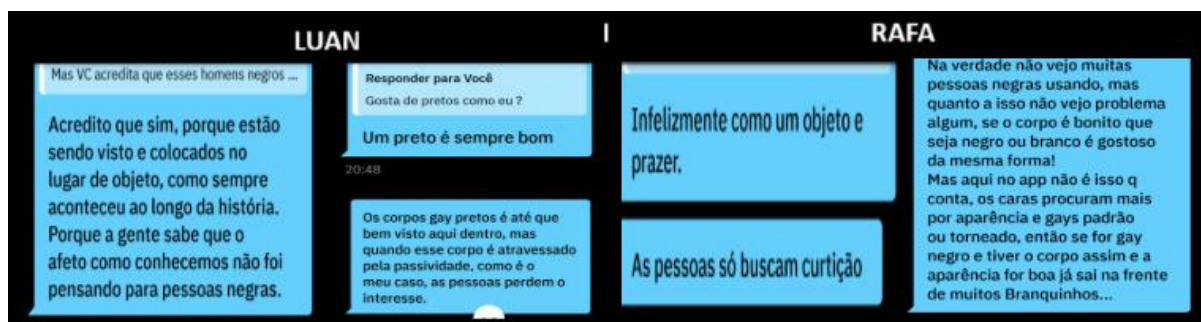 LUAN
Mas VC acredita que esses homens negros ...
Acredito que sim, porque estão
sendo visto e colocados no
lugar de objeto, como sempre
aconteceu ao longo da história.
Porque a gente sabe que o
afeto como conhecemos não foi
pensando para pessoas negras.
Responder para Você
Gosta de pretos como eu ?
Um preto é sempre bom
20:48
Os corpos gay pretos é até que
bem visto aqui dentro, mas
quando esse corpo é atravessado
pela passividade, como é o
meu caso, as pessoas perdem o
interesse.
I
RAFA
Infelizmente como um objeto e
prazer.
As pessoas só buscam curtição
Na verdade não vejo muitas
pessoas negras usando, mas
quanto a isso não vejo problema
algum, se o corpo é bonito que
seja negro ou branco é gostoso
da mesma forma!
Mas aqui no app não é isso q
conta, os caras procuram mais
por aparência e gays padrão
ou torneado, então se for gay
negro e tiver o corpo assim e a
aparência for boa já sai na frente
de muitos Branquinhos...